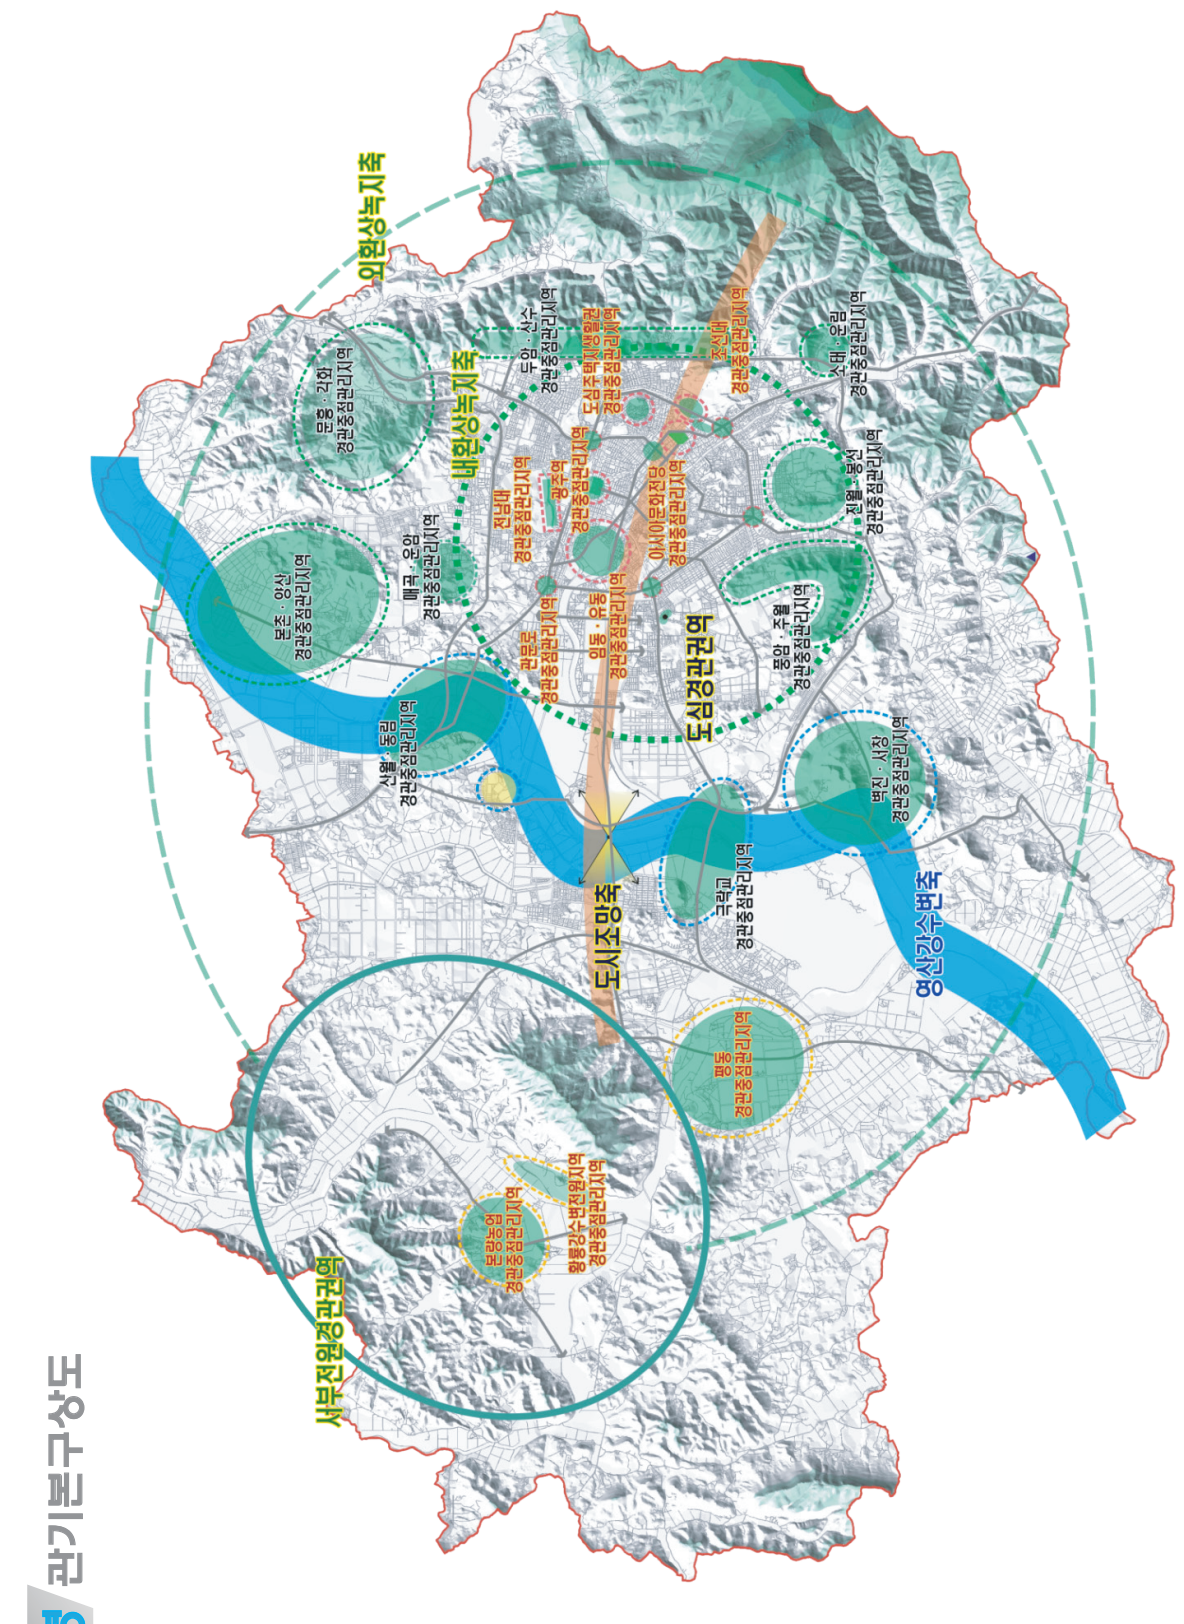 관기본구상도
서부전원경관권역
외환상녹지축
문흥·각화
경관중점관리지역
본촌·양산
경관중점관리지역
산월·동림
경관중점관리지역
매곡·운암
경관중점관리지역
내환상녹지축
본량농업
경관중점관리지역
전남대
경관중점관리지역
두암·산수
경관중점관리지역
관문로
경관중점관리지역
광주역
경관중점관리지역
황룡강수변전원지역
경관중점관리지역
도심주택지생활권
경관중점관리지역
임동·유동
경관중점관리지역
도시조망축
아시아문화전당
경관중점관리지역
도심경관권역
평동
경관중점관리지역
극락교
경관중점관리지역
조선대
경관중점관리지역
풍암·주월
경관중점관리지역
소태·운림
경관중점관리지역
진월·봉선
경관중점관리지역
벽진·서창
경관중점관리지역
영산강수변축